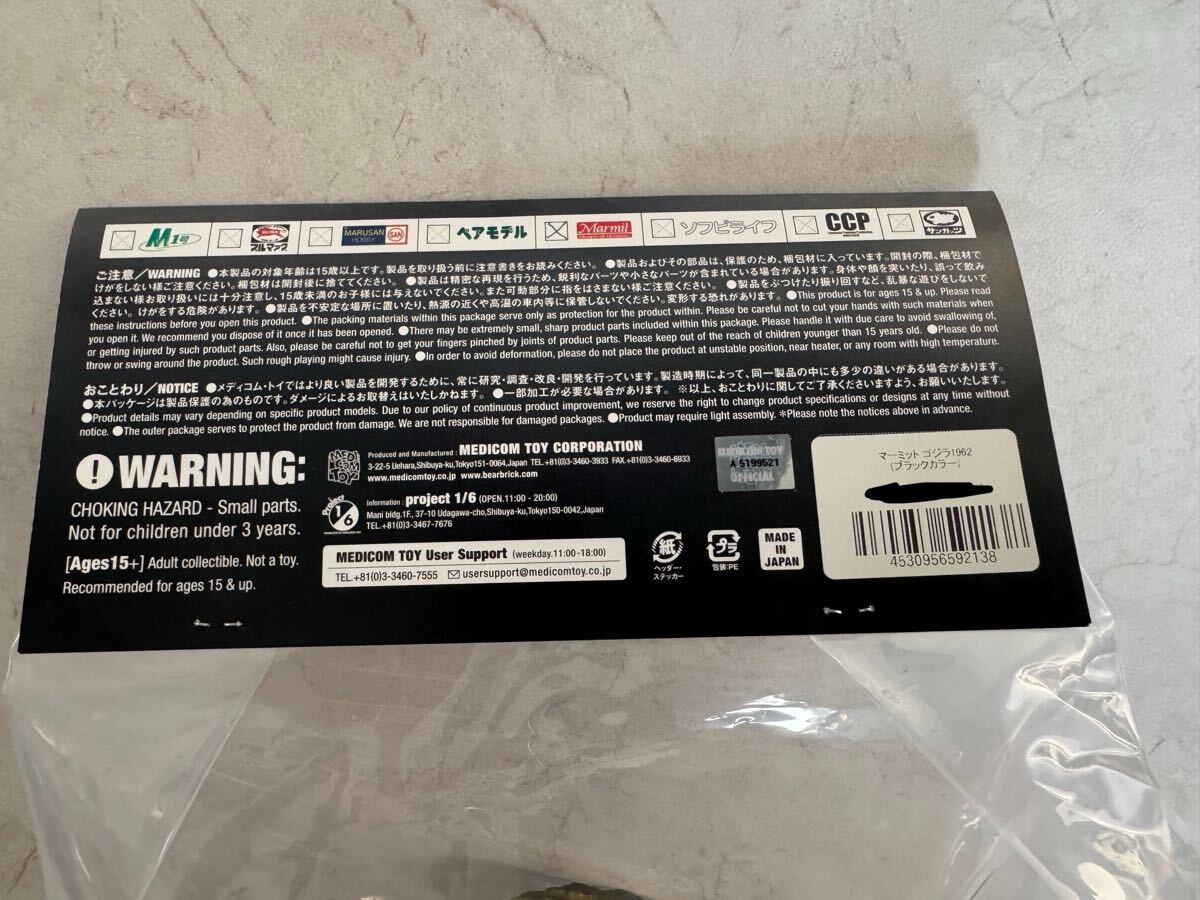 M1号 ブルマァク MARUSAN HOBBY SAN ベアモデル Marmit ソフビライフ CCP サンガッツ
ご注意／WARNING ●本製品の対象年齢は15歳以上です。製品を取り扱う前に注意書きをお読みください。 ●製品およびその部品は、保護のため、梱包材に入っています。開封の際、梱包材で
けがをしない様ご注意ください。梱包材は開封後に捨ててください。 ●製品は精密な再現を行うため、鋭利なパーツや小さなパーツが含まれている場合があります。身体や顔を突いたり、誤って飲み
込まない様お取り扱いには十分注意し、15歳未満のお子様には与えないでください。また可動部分に指をはさまない様ご注意ください。 ●製品をぶつけたり振り回すなど、乱暴な遊びをしないで
ください。けがをする危険があります。 ●製品を不安定な場所に置いたり、熱源の近くや高温の車内等に保管しないでください。変形する恐れがあります。 ●This product is for ages 15 & up. Please read
these instructions before you open this product. ●The packing materials within this package serve only as protection for the product within. Please be careful not to cut your hands with such materials when
you open it. We recommend you dispose of it once it has been opened. ●There may be extremely small, sharp product parts included within this package. Please handle it with due care to avoid swallowing of,
or getting injured by such product parts. Also, please be careful not to get your fingers pinched by joints of product parts. Please keep out of the reach of children younger than 15 years old. ●Please do not
throw or swing around the product. Such rough playing might cause injury. ●In order to avoid deformation, please do not place the product at unstable position, near heater, or any room with high temperature.
おことわり／NOTICE ●メディコム・トイではより良い製品を開発するために、常に研究・調査・改良・開発を行っています。製造時期によって、同一製品の中にも多少の違いがある場合があります。
●本パッケージは製品保護の為のものです。ダメージによるお取替えはいたしかねます。 ●一部加工が必要な場合があります。 ※以上、おことわりに関してご了承くださいますよう、お願いいたします。
●Product details may vary depending on specific product models. Due to our policy of continuous product improvement, we reserve the right to change product specifications or designs at any time without
notice. ●The outer package serves to protect the product from damage. We are not responsible for damaged packages. ●Product may require light assembly. *Please note the notices above in advance.
WARNING:
CHOKING HAZARD - Small parts.
Not for children under 3 years.
[Ages15+] Adult collectible. Not a toy.
Recommended for ages 15 & up.
MEDICOM TOY
Produced and Manufactured : MEDICOM TOY CORPORATION
3-22-5 Uehara,Shibuya-ku,Tokyo151-0064,Japan TEL.+81(0)3-3460-3933 FAX.+81(0)3-3460-6933
www.medicomtoy.co.jp www.bearbrick.com
Project 1/6
information : project 1/6 (OPEN.11:00 - 20:00)
Mani bldg.1F., 37-10 Udagawa-cho,Shibuya-ku,Tokyo150-0042,Japan
TEL.+81(0)3-3467-7676
MEDICOM TOY User Support (weekday.11:00-18:00)
TEL.+81(0)3-3460-7555 usersupport@medicomtoy.co.jp
紙
ヘッダー・
ステッカー
プラ
包装:PE
MADE
IN
JAPAN
MEDICOM TOY
A 5199521
OFFICIAL
マーミット ゴジラ1962
(ブラックカラー)
4530956592138